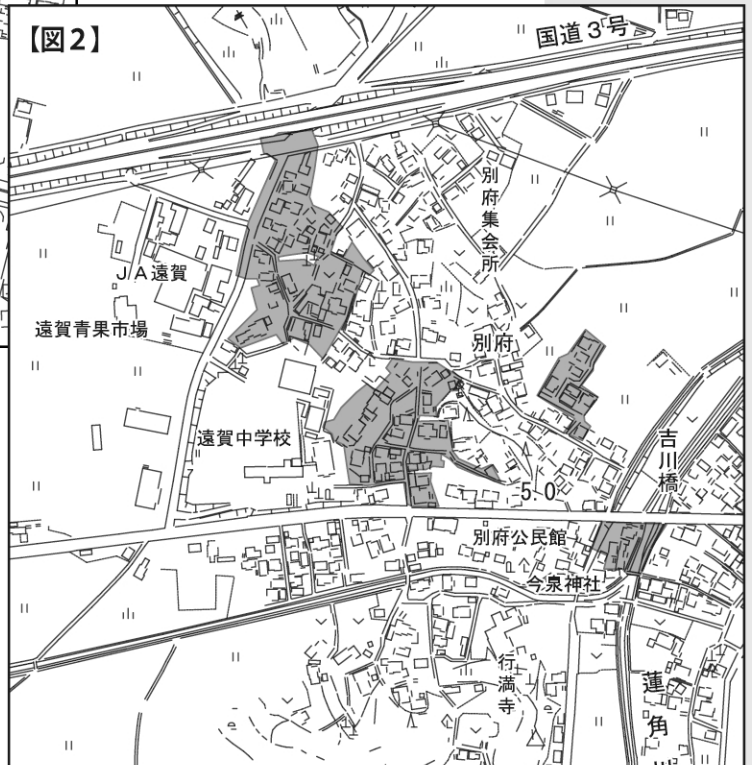 【図2】
国道3号
別府集会所
JA遠賀
遠賀青果市場
別府
遠賀中学校
吉川橋
5.0
別府公民館
今泉神社
行満寺
蓮角